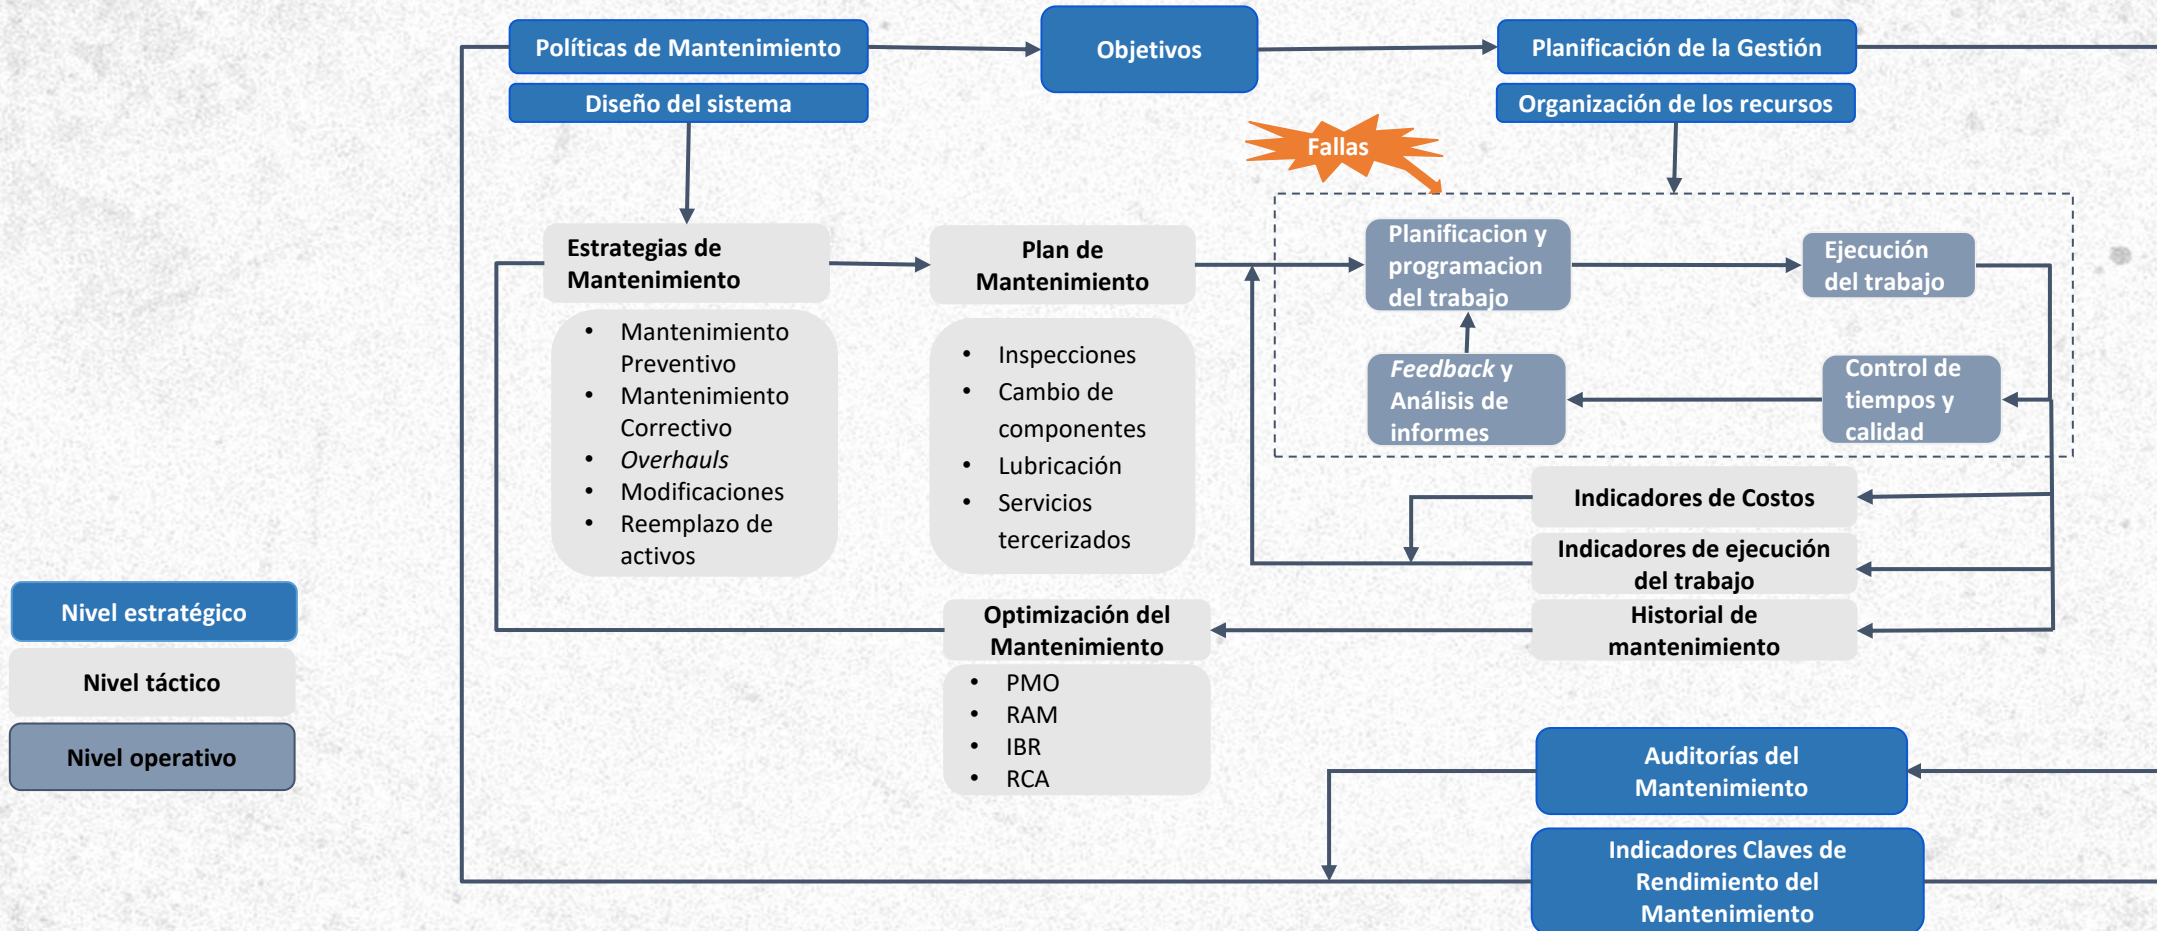 Políticas de Mantenimiento
Diseño del sistema
Objetivos
Planificación de la Gestión
Organización de los recursos
Fallas
Estrategias de
Mantenimiento
• Mantenimiento
Preventivo
• Mantenimiento
Correctivo
• Overhauls
• Modificaciones
• Reemplazo de
activos
Plan de
Mantenimiento
• Inspecciones
• Cambio de
componentes
• Lubricación
• Servicios
tercerizados
Planificacion y
programacion
del trabajo
Ejecución
del trabajo
Feedback y
Análisis de
informes
Control de
tiempos y
calidad
Indicadores de Costos
Indicadores de ejecución
del trabajo
Historial de
mantenimiento
Optimización del
Mantenimiento
• PMO
• RAM
• IBR
• RCA
Nivel estratégico
Nivel táctico
Nivel operativo
Auditorías del
Mantenimiento
Indicadores Claves de
Rendimiento del
Mantenimiento